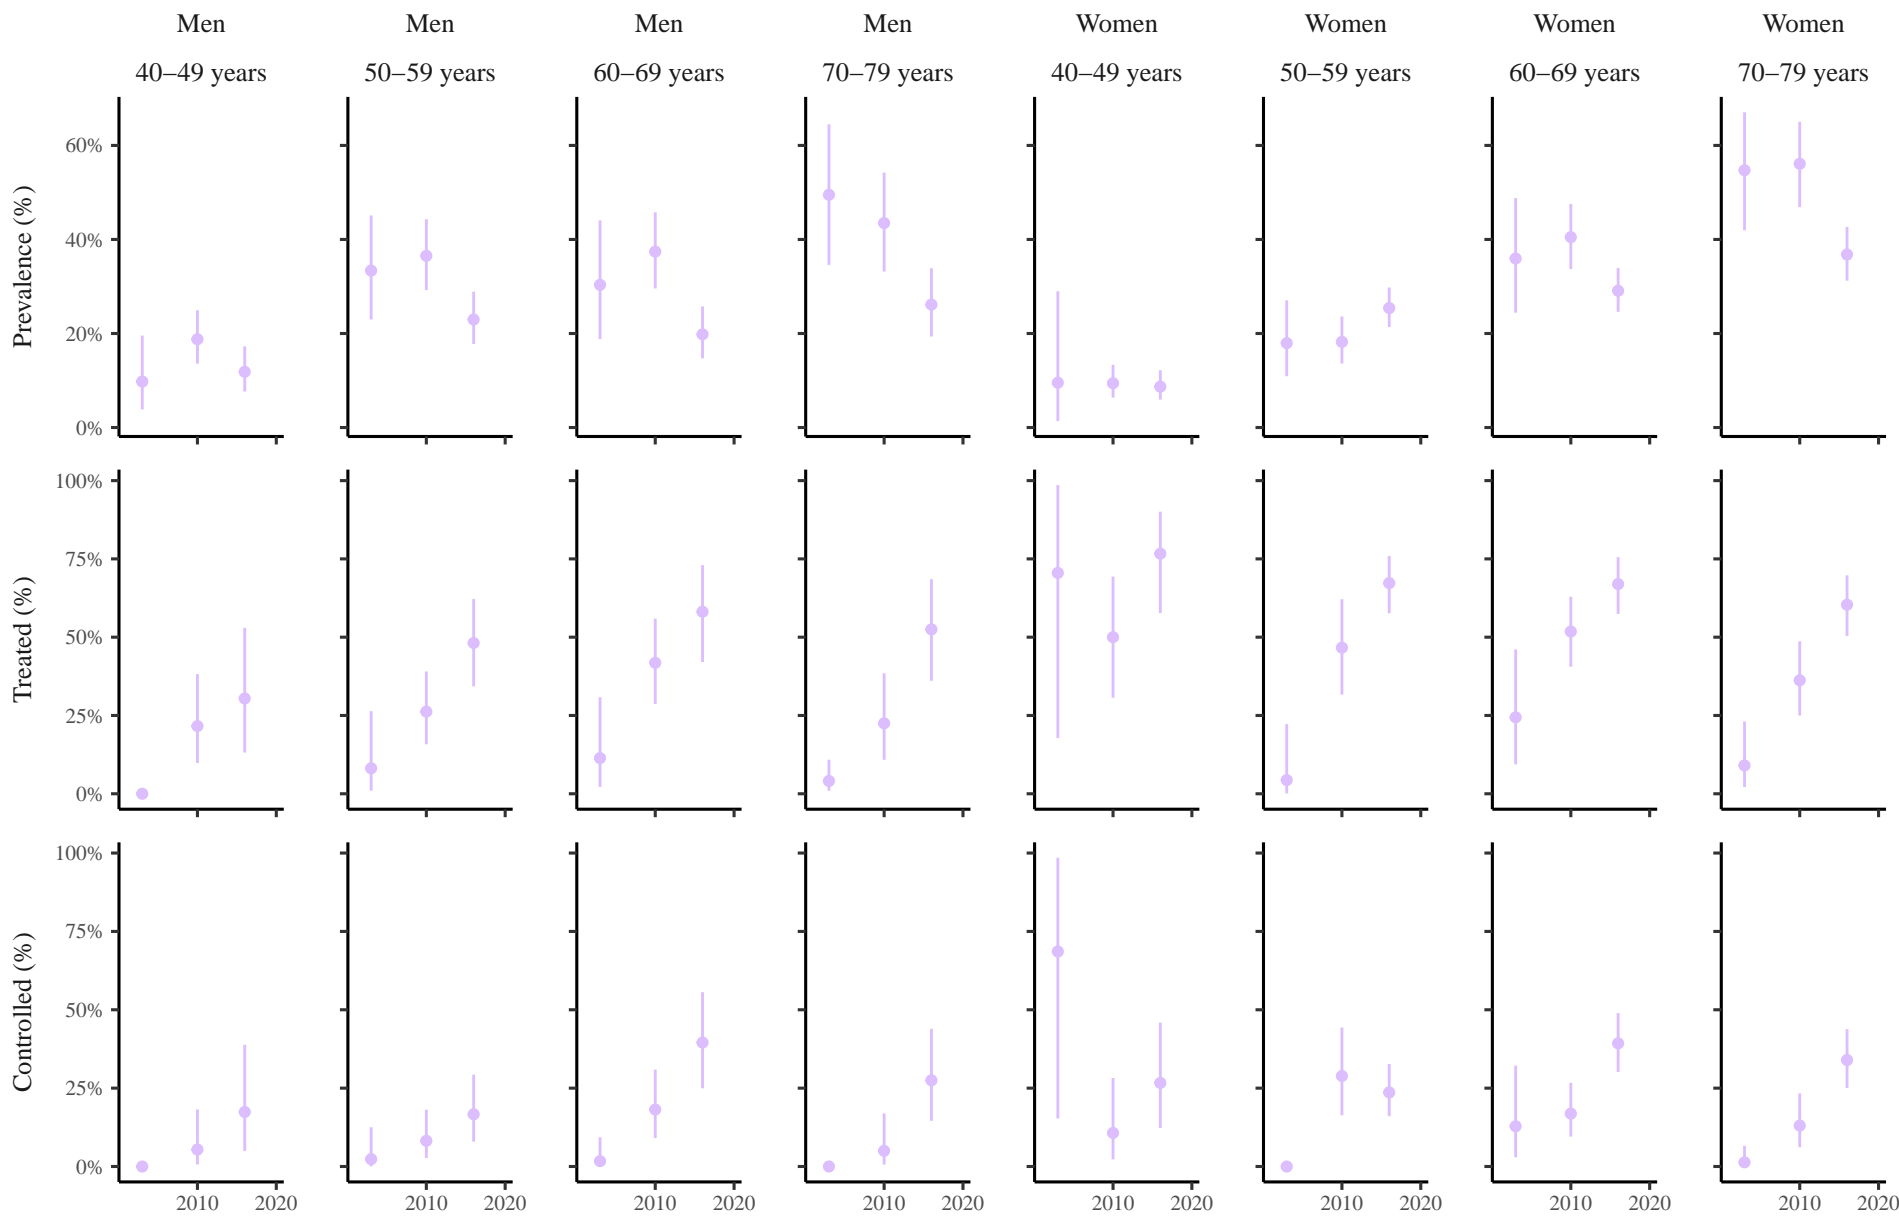 Men Men Men Men Women Women Women Women
40–49 years 50–59 years 60–69 years 70–79 years 40–49 years 50–59 years 60–69 years 70–79 years
Prevalence (%)
60%
40%
20%
0%
Treated (%)
100%
75%
50%
25%
0%
Controlled (%)
100%
75%
50%
25%
0%
2010 2020 2010 2020 2010 2020 2010 2020 2010 2020 2010 2020 2010 2020 2010 2020